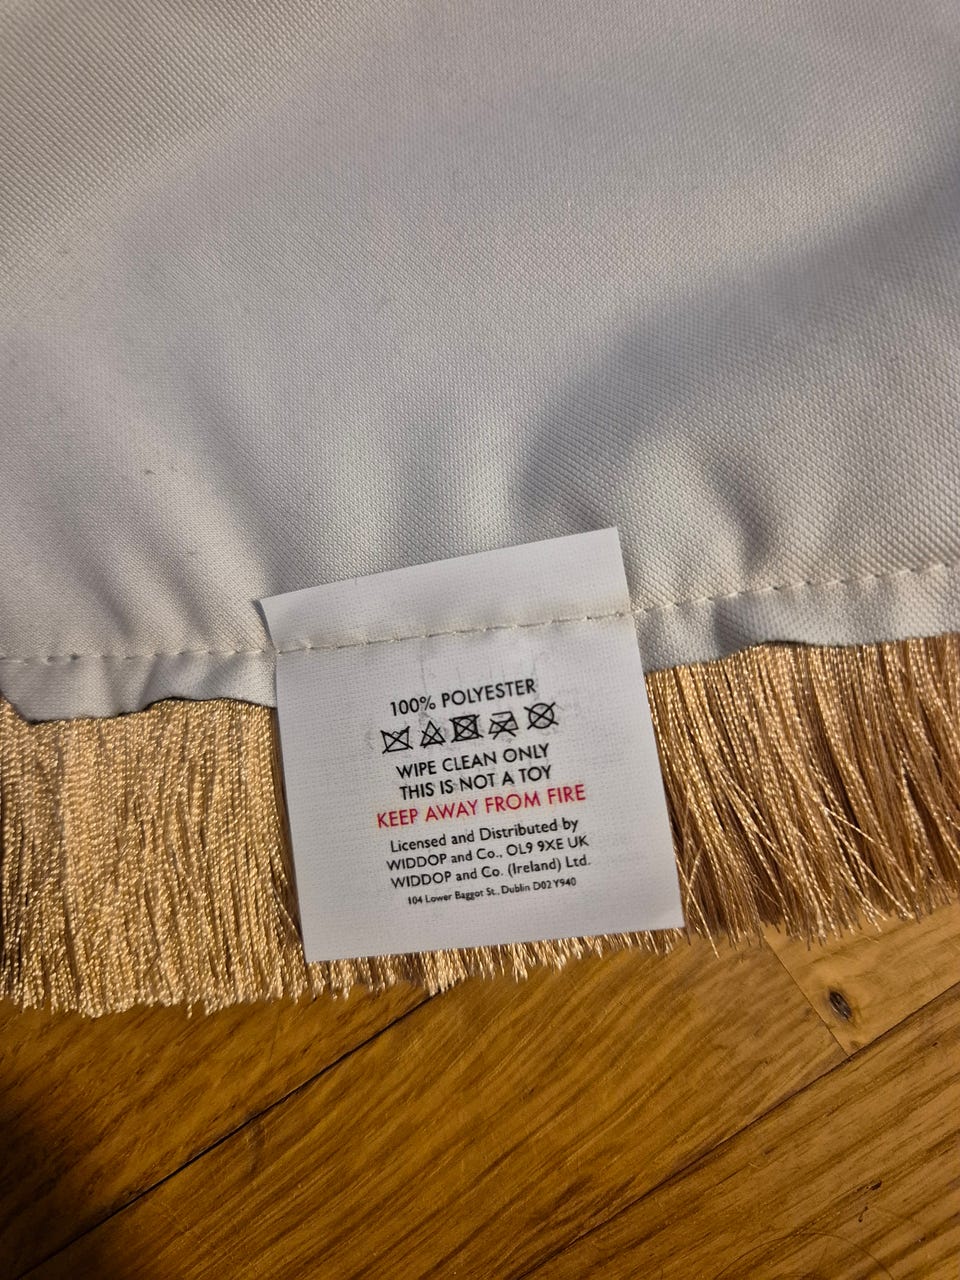 100% POLYESTER
WIPE CLEAN ONLY
THIS IS NOT A TOY
KEEP AWAY FROM FIRE
Licensed and Distributed by
WIDDOP and Co., OL9 9XE UK
WIDDOP and Co. (Ireland) Ltd.
104 Lower Baggot St., Dublin D02 Y940